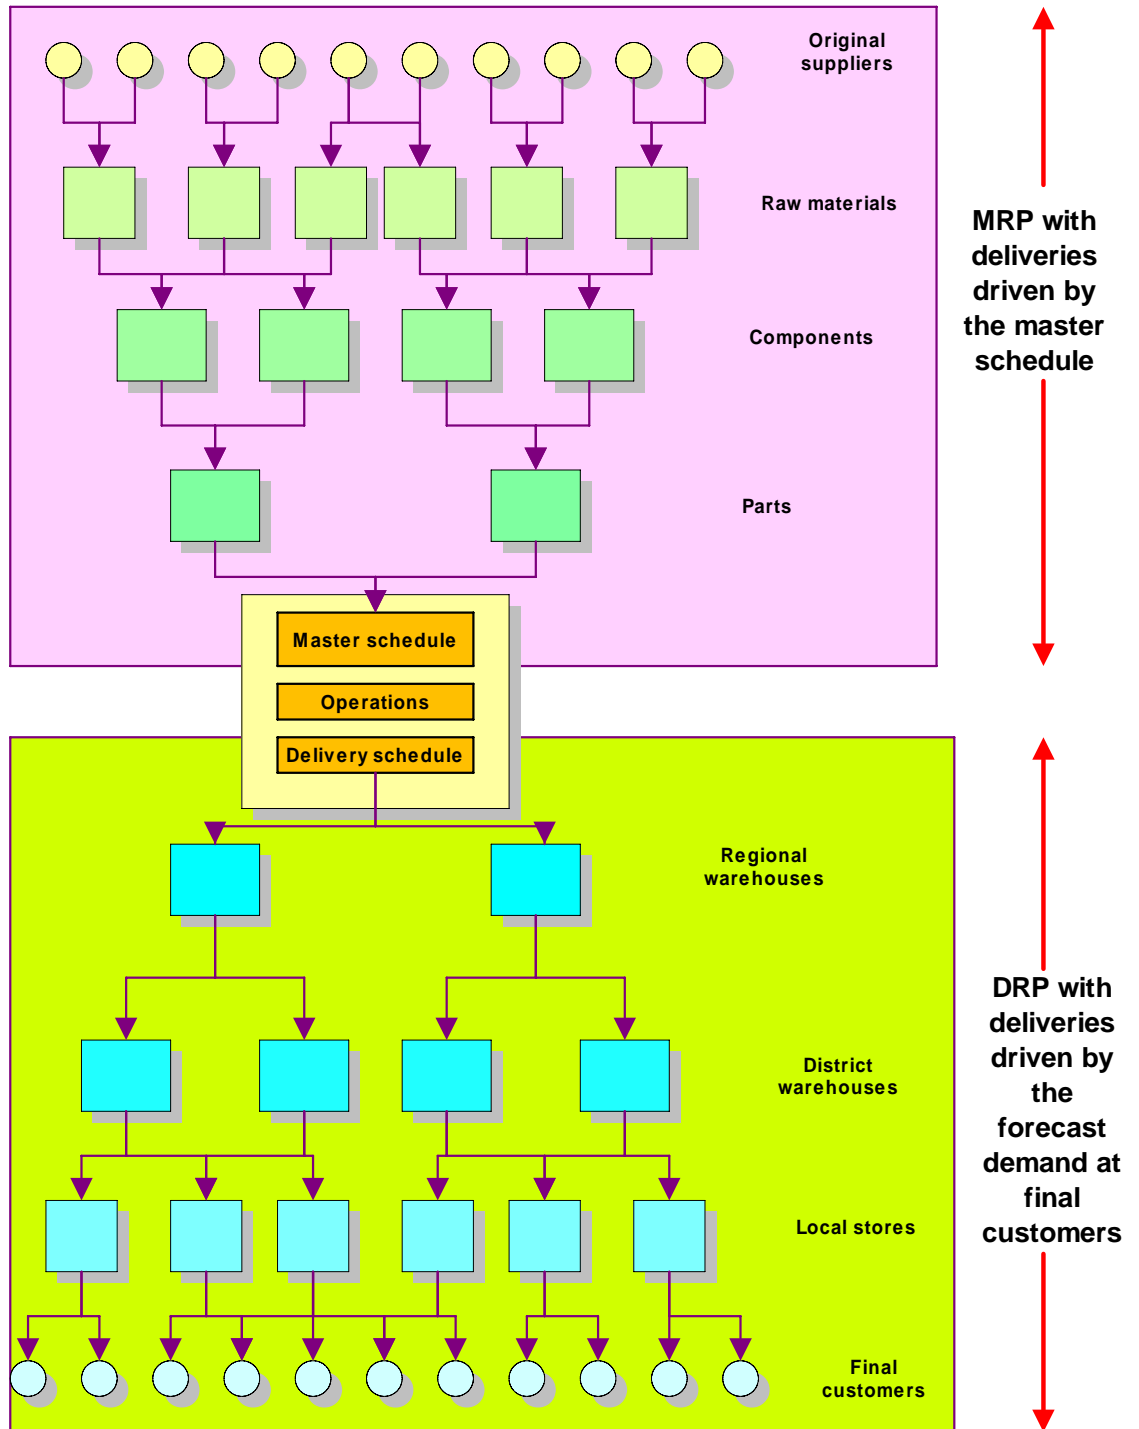 Original
suppliers
Raw materials
MRP with
deliveries
driven by
the master
schedule
Components
Parts
Master schedule
Operations
Delivery schedule
Regional
warehouses
DRP with
deliveries
driven by
the
forecast
demand at
final
customers
District
warehouses
Local stores
Final
customers